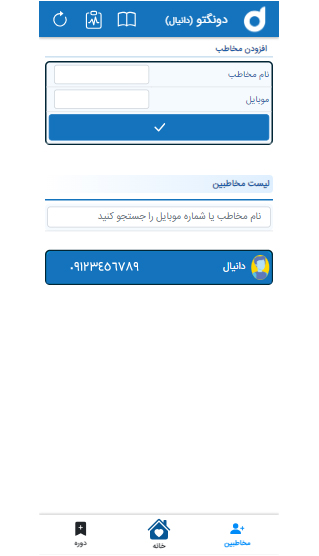 دونگتو (دانیال)
افزودن مخاطب
نام مخاطب
موبایل
لیست مخاطبین
نام مخاطب یا شماره موبایل را جستجو کنید
دانیال
۰۹۱۲۳٤٥٦۷۸۹
مخاطبین
خانه
دوره